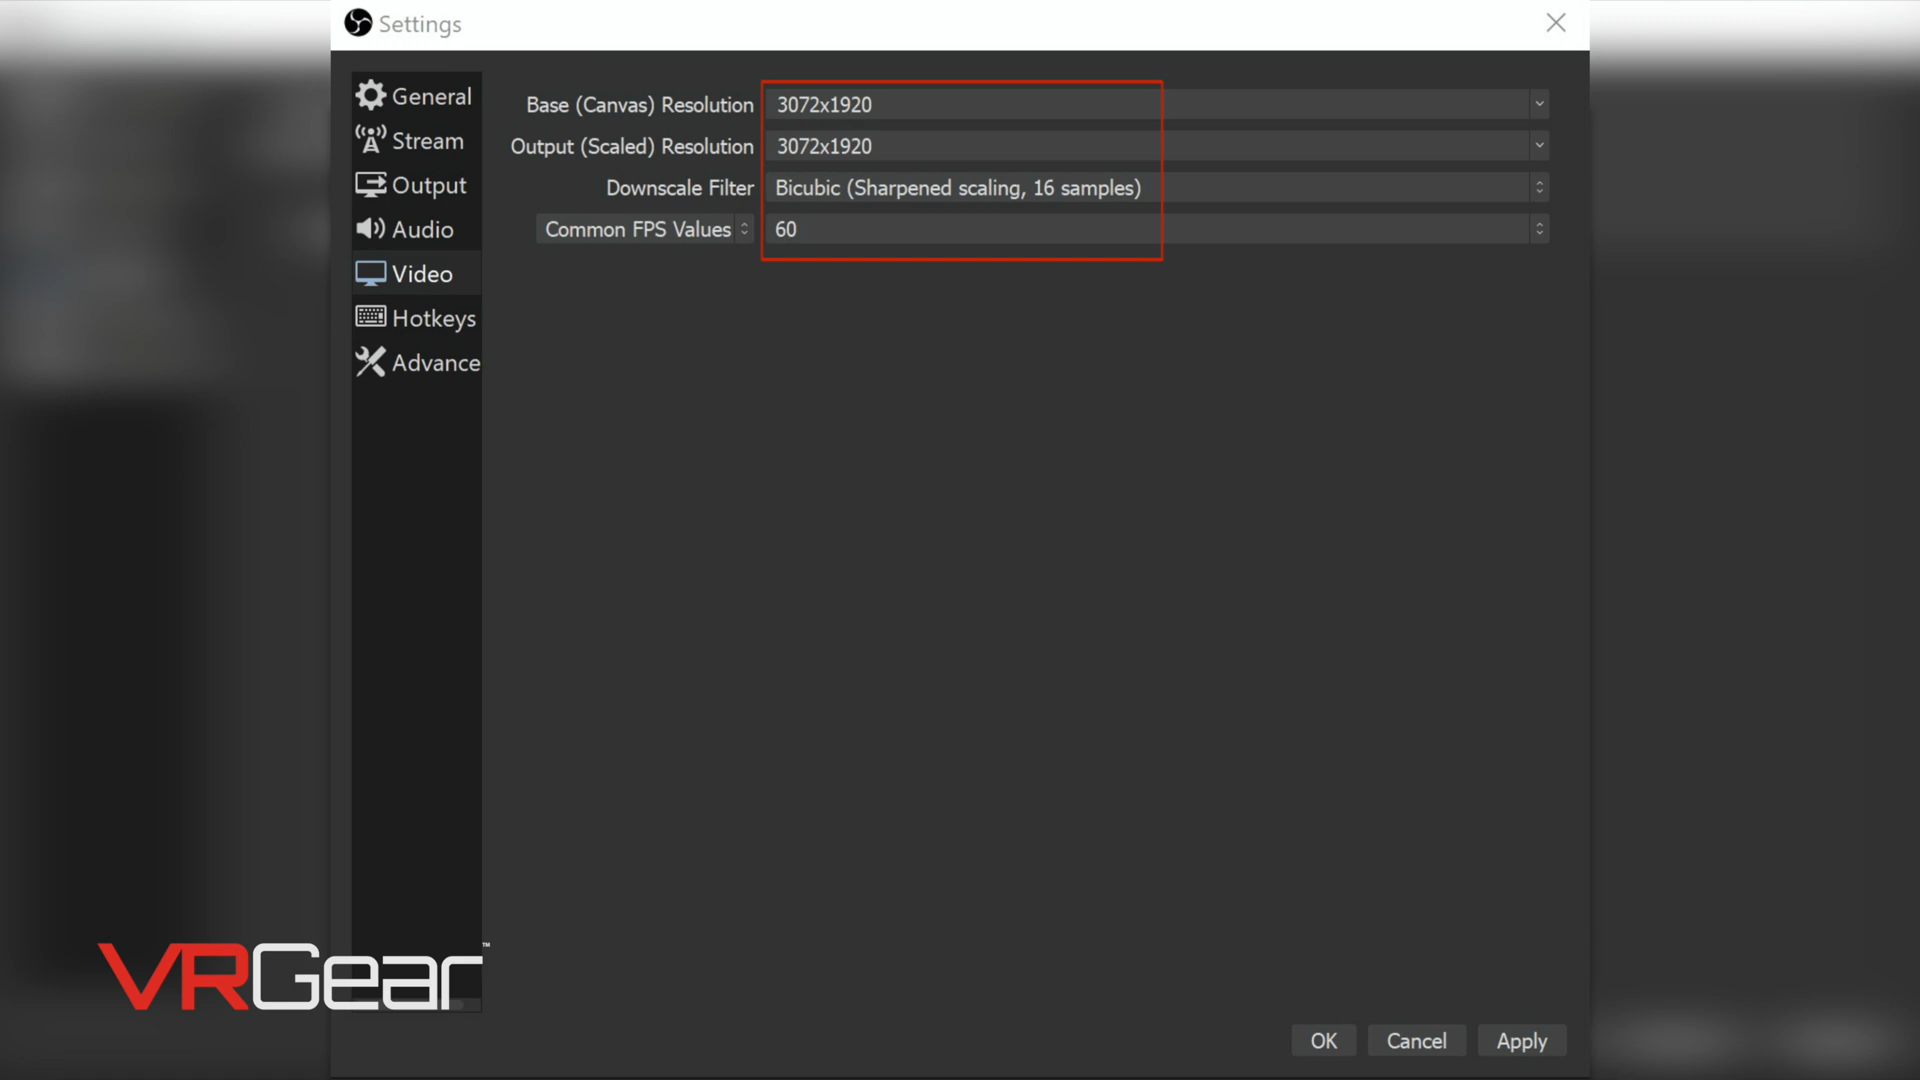 Settings
General
Stream
Output
Audio
Video
Hotkeys
Advance
Base (Canvas) Resolution 3072x1920
Output (Scaled) Resolution 3072x1920
Downscale Filter Bicubic (Sharpened scaling, 16 samples)
Common FPS Values 60
VRGear™
OK Cancel Apply